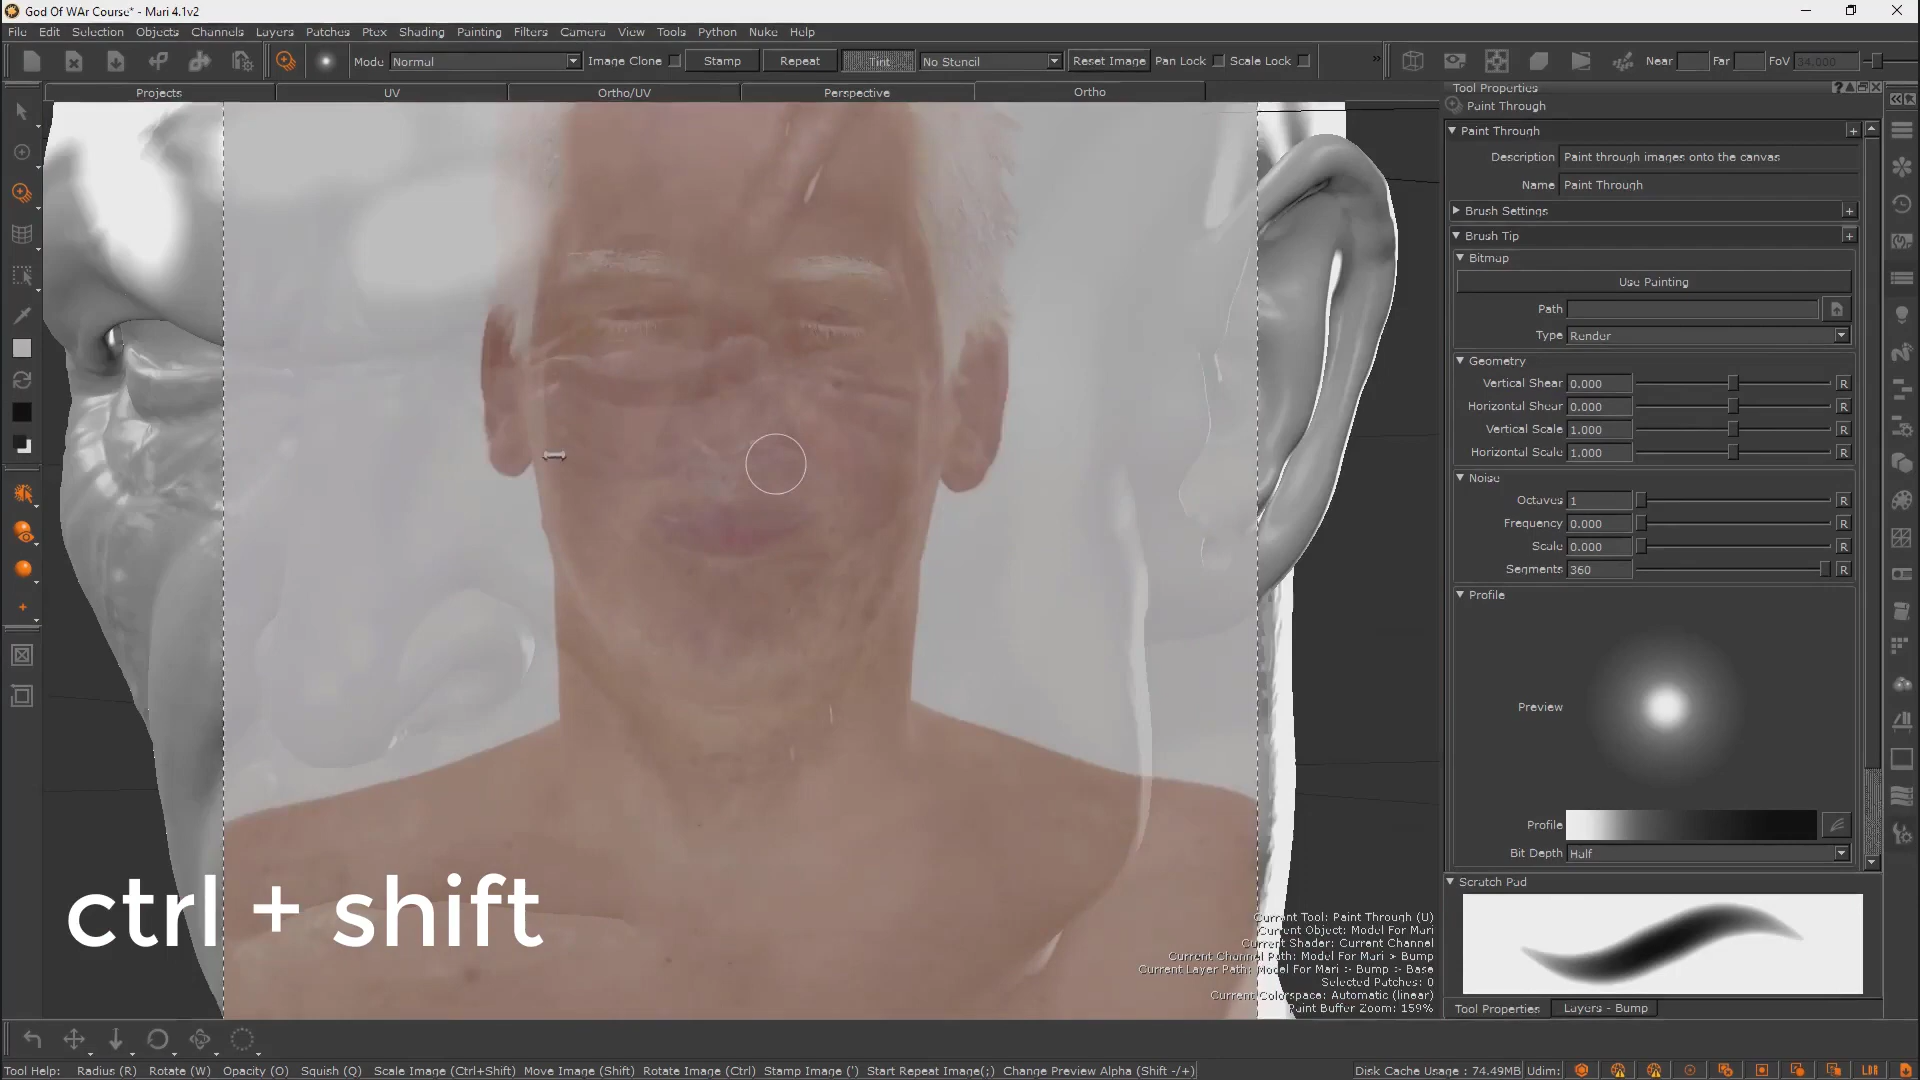 God Of WAr Course* - Mari 4.1v2
File Edit Selection Objects Channels Layers Patches Ptex Shading Painting Filters Camera View Tools Python Nuke Help
Mode Normal Image Clone Stamp Repeat Tint No Stencil Reset Image Pan Lock Scale Lock » Near Far FoV 34.000
Projects UV Ortho/UV Perspective Ortho
Tool Properties
Paint Through
Paint Through
Description Paint through images onto the canvas
Name Paint Through
Brush Settings
Brush Tip
Bitmap
Use Painting
Path
Type Render
Geometry
Vertical Shear 0.000 R
Horizontal Shear 0.000 R
Vertical Scale 1.000 R
Horizontal Scale 1.000 R
Noise
Octaves 1 R
Frequency 0.000 R
Scale 0.000 R
Segments 360 R
Profile
Preview
Profile
Bit Depth Half
Scratch Pad
Tool Properties Layers - Bump
ctrl + shift
Current Tool: Paint Through (U)
Current Object: Model For Mari
Current Shader: Current Channel
Current Channel Path: Model For Mari > Bump
Current Layer Path: Model For Mari :- Bump :- Base
Selected Patches: 0
Current Colorspace: Automatic (linear)
Paint Buffer Zoom: 159%
Tool Help: Radius (R) Rotate (W) Opacity (O) Squish (Q) Scale Image (Ctrl+Shift) Move Image (Shift) Rotate Image (Ctrl) Stamp Image (') Start Repeat Image(;) Change Preview Alpha (Shift -/+)
Disk Cache Usage : 74.49MB Udim: LDR